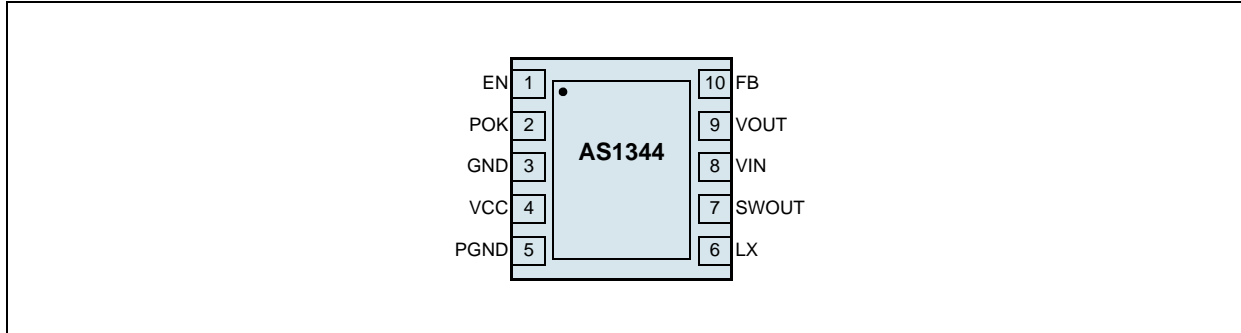 EN 1 10 FB
POK 2 9 VOUT
AS1344
GND 3 8 VIN
VCC 4 7 SWOUT
PGND 5 6 LX